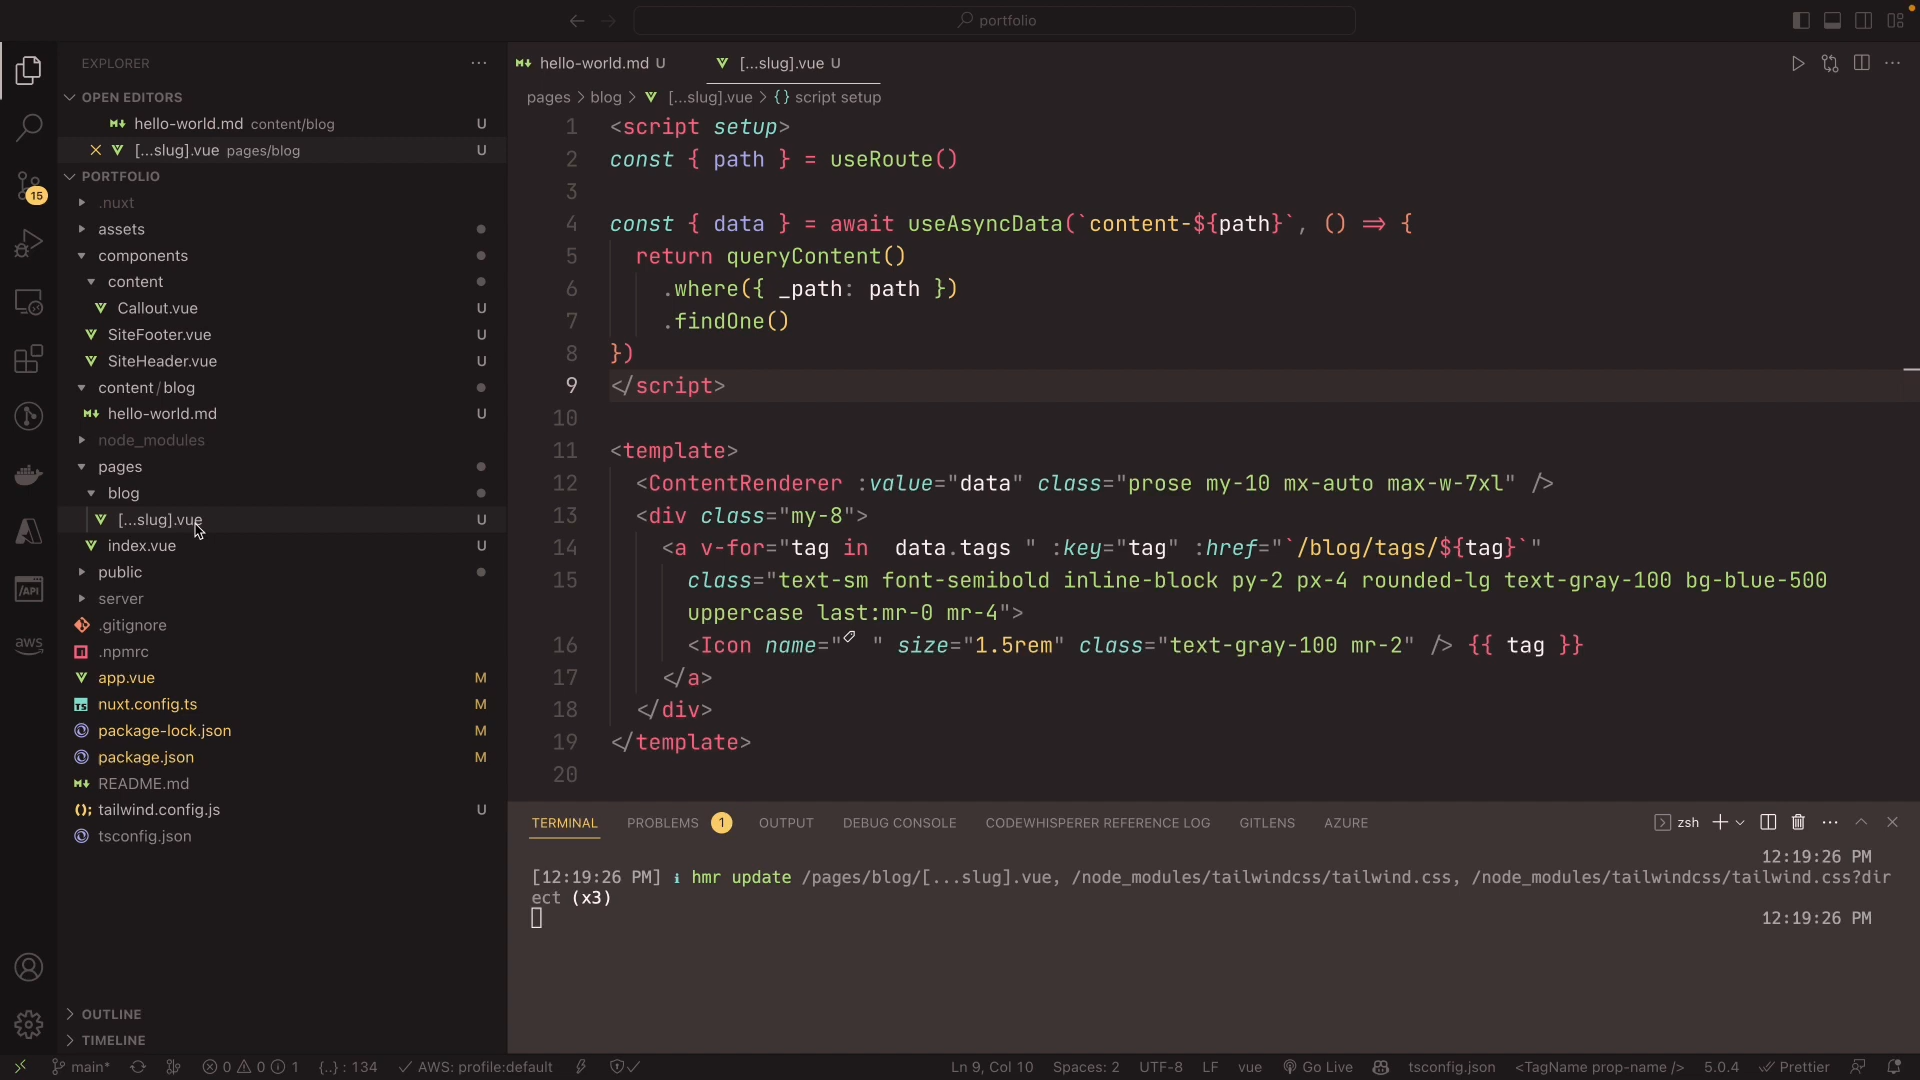 portfolio
EXPLORER
OPEN EDITORS
hello-world.md content/blog U
[...slug].vue pages/blog U
PORTFOLIO
.nuxt
assets
components
content
Callout.vue U
SiteFooter.vue U
SiteHeader.vue U
content/blog
hello-world.md U
node_modules
pages
blog
[...slug].vue U
index.vue U
public
server
.gitignore
.npmrc
app.vue M
nuxt.config.ts M
package-lock.json M
package.json M
README.md
tailwind.config.js U
tsconfig.json
OUTLINE
TIMELINE
15
/API
aws
hello-world.md U
[...slug].vue U
pages > blog > [...slug].vue > {} script setup
1 <script setup>
2 const { path } = useRoute()
3
4 const { data } = await useAsyncData(`content-${path}`, () => {
5 return queryContent()
6 .where({ _path: path })
7 .findOne()
8 })
9 </script>
10
11 <template>
12 <ContentRenderer :value="data" class="prose my-10 mx-auto max-w-7xl" />
13 <div class="my-8">
14 <a v-for="tag in  data.tags " :key="tag" :href="`/blog/tags/${tag}`"
15 class="text-sm font-semibold inline-block py-2 px-4 rounded-lg text-gray-100 bg-blue-500
uppercase last:mr-0 mr-4">
16 <Icon name=" " size="1.5rem" class="text-gray-100 mr-2" /> {{ tag }}
17 </a>
18 </div>
19 </template>
20
TERMINAL PROBLEMS 1 OUTPUT DEBUG CONSOLE CODEWHISPERER REFERENCE LOG GITLENS AZURE zsh
12:19:26 PM
[12:19:26 PM] i hmr update /pages/blog/[...slug].vue, /node_modules/tailwindcss/tailwind.css, /node_modules/tailwindcss/tailwind.css?dir
ect (x3)
12:19:26 PM
main* 0 0 1 {..} : 134 AWS: profile:default Ln 9, Col 10 Spaces: 2 UTF-8 LF vue Go Live tsconfig.json <TagName prop-name /> 5.0.4 Prettier